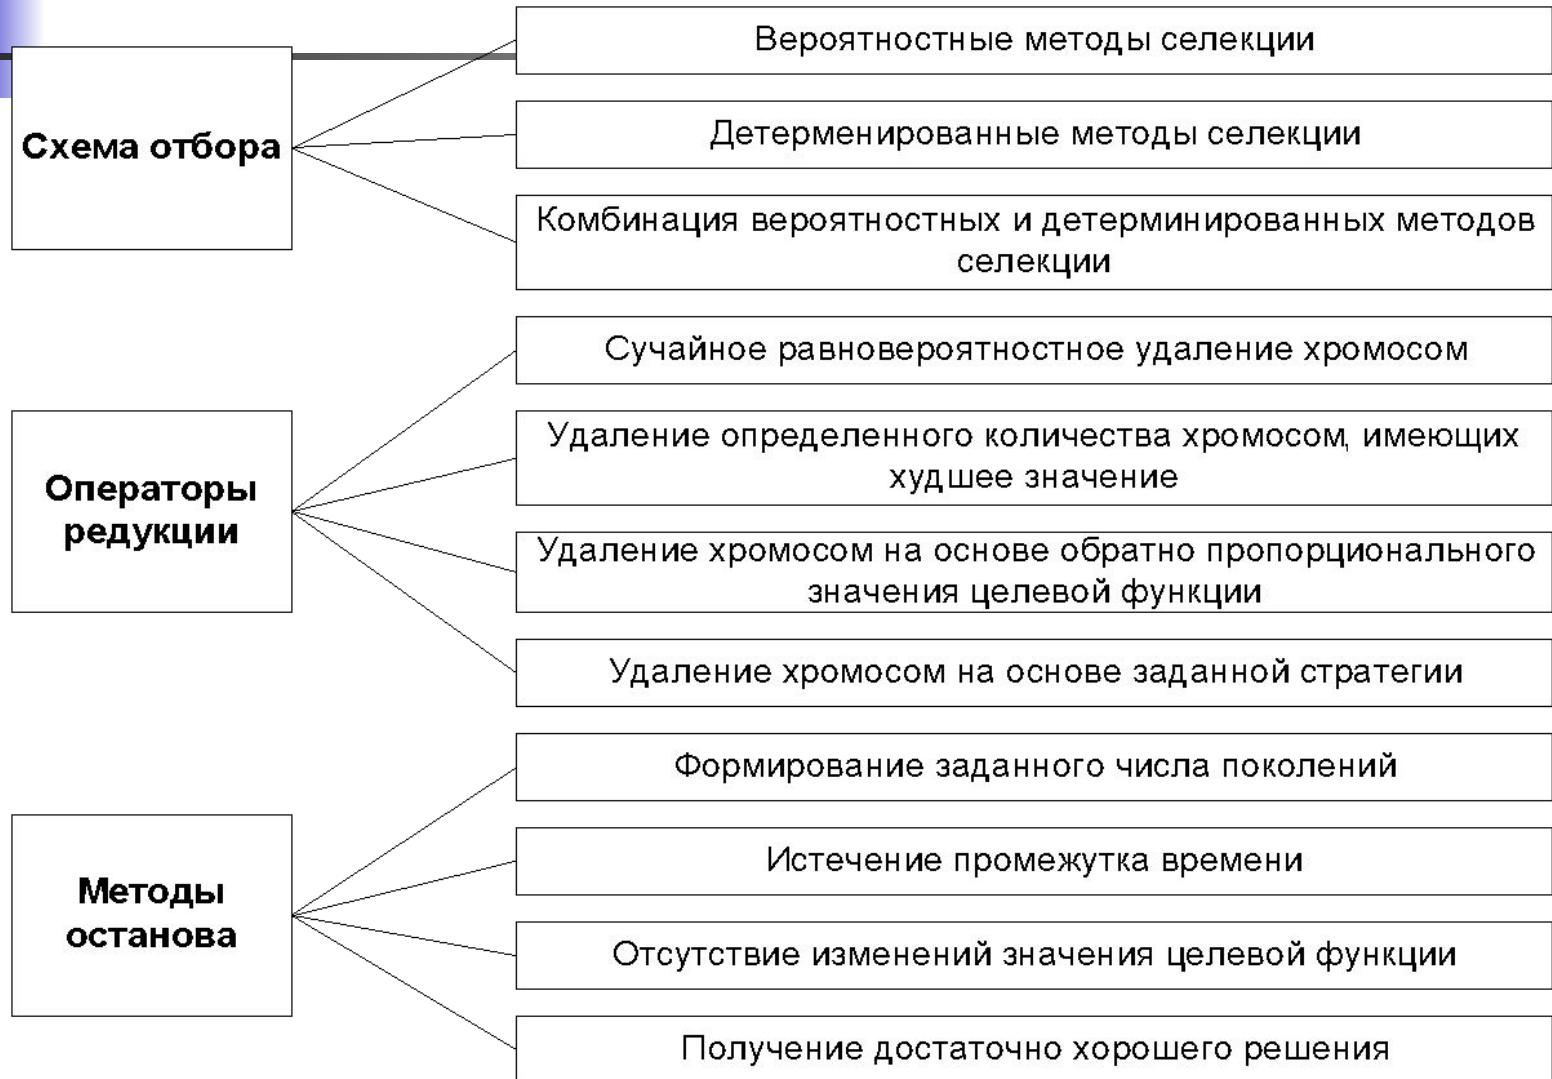 Схема отбора
Вероятностные методы селекции
Детерменированные методы селекции
Комбинация вероятностных и детерминированных методов
селекции
Операторы
редукции
Сучайное равновероятностное удаление хромосом
Удаление определенного количества хромосом, имеющих
худшее значение
Удаление хромосом на основе обратно пропорционального
значения целевой функции
Удаление хромосом на основе заданной стратегии
Методы
останова
Формирование заданного числа поколений
Истечение промежутка времени
Отсутствие изменений значения целевой функции
Получение достаточно хорошего решения